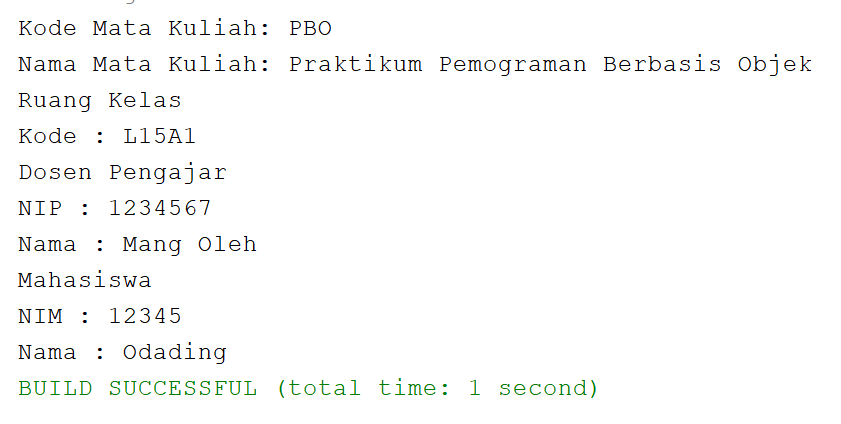 Kode Mata Kuliah: PBO
Nama Mata Kuliah: Praktikum Pemograman Berbasis Objek
Ruang Kelas
Kode : L15A1
Dosen Pengajar
NIP : 1234567
Nama : Mang Oleh
Mahasiswa
NIM : 12345
Nama : Odading
BUILD SUCCESSFUL (total time: 1 second)